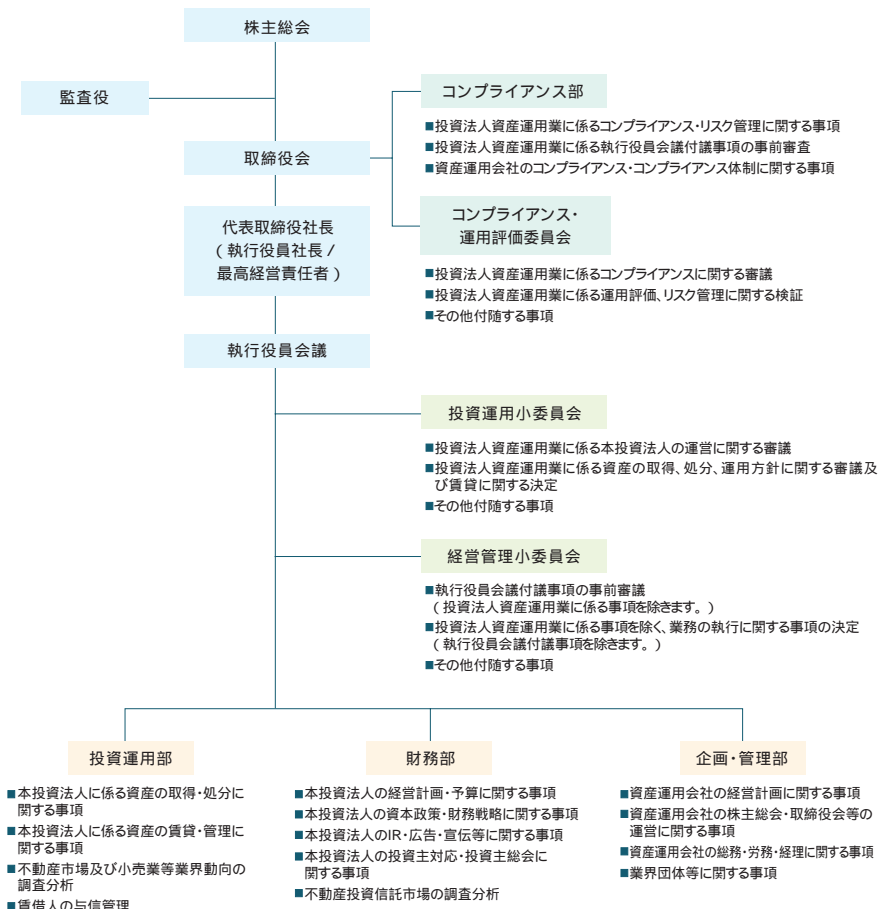 株主総会
監査役
取締役会
代表取締役社長
(執行役員社長/
最高経営責任者)
執行役員会議
コンプライアンス部
■投資法人資産運用業に係るコンプライアンス・リスク管理に関する事項
■投資法人資産運用業に係る執行役員会議付議事項の事前審査
■資産運用会社のコンプライアンス・コンプライアンス体制に関する事項
コンプライアンス・
運用評価委員会
■投資法人資産運用業に係るコンプライアンスに関する審議
■投資法人資産運用業に係る運用評価、リスク管理に関する検証
■その他付随する事項
投資運用小委員会
■投資法人資産運用業に係る本投資法人の運営に関する審議
■投資法人資産運用業に係る資産の取得、処分、運用方針に関する審議及
び賃貸に関する決定
■その他付随する事項
経営管理小委員会
■執行役員会議付議事項の事前審議
(投資法人資産運用業に係る事項を除きます。)
■投資法人資産運用業に係る事項を除く、業務の執行に関する事項の決定
(執行役員会議付議事項を除きます。)
■その他付随する事項
投資運用部
■本投資法人に係る資産の取得・処分に
関する事項
■本投資法人に係る資産の賃貸・管理に
関する事項
■不動産市場及び小売業等業界動向の
調査分析
■賃借人の与信管理
財務部
■本投資法人の経営計画・予算に関する事項
■本投資法人の資本政策・財務戦略に関する事項
■本投資法人のIR・広告・宣伝等に関する事項
■本投資法人の投資主対応・投資主総会に
関する事項
■不動産投資信託市場の調査分析
企画・管理部
■資産運用会社の経営計画に関する事項
■資産運用会社の株主総会・取締役会等の
運営に関する事項
■資産運用会社の総務・労務・経理に関する事項
■業界団体等に関する事項